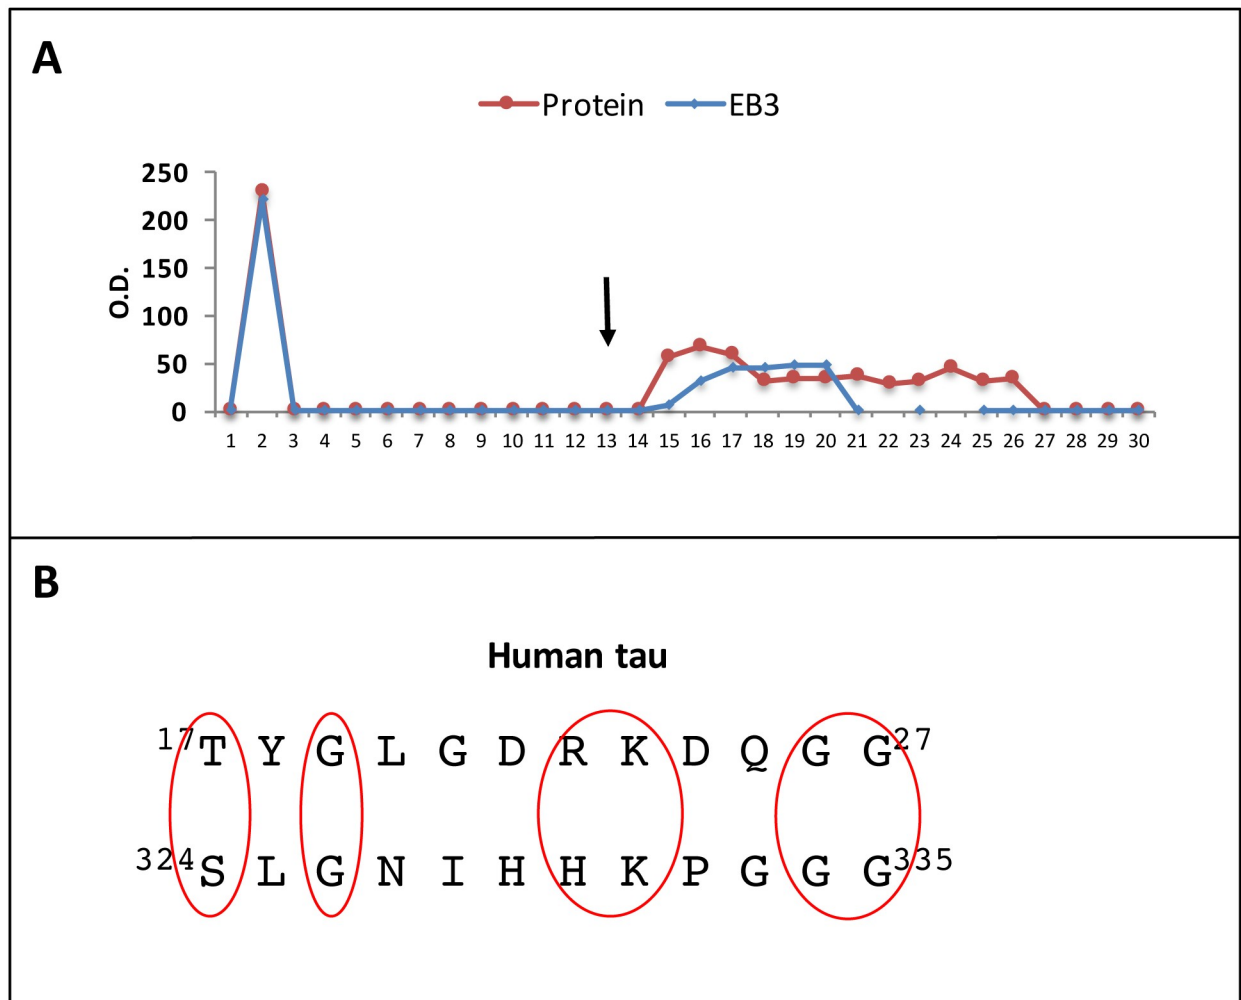 A
Protein EB3
250
200
150
100
50
0
O.D.
1 2 3 4 5 6 7 8 9 10 11 12 13 14 15 16 17 18 19 20 21 22 23 24 25 26 27 28 29 30
B
Human tau
17T Y G L G D R K D Q G G27
324S L G N I H H K P G G G335